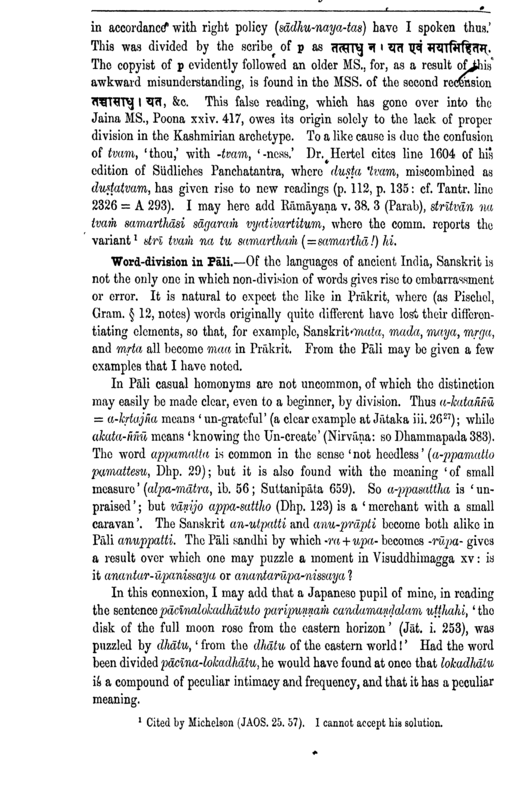 in accordance with right policy (sādhu-naya-tas) have I spoken thus.'
This was divided by the scribe of p as तत्साधु न । यत एवं मयाभिहितम्.
The copyist of p evidently followed an older MS., for, as a result of this
awkward misunderstanding, is found in the MSS. of the second recension
तच्चासाधु । यत, &c. This false reading, which has gone over into the
Jaina MS., Poona xxiv. 417, owes its origin solely to the lack of proper
division in the Kashmirian archetype. To a like cause is due the confusion
of tvam, 'thou,' with -tvam, '-ness.' Dr. Hertel cites line 1604 of his
edition of Südliches Panchatantra, where duṣṭa 'tvam, miscombined as
duṣṭatvam, has given rise to new readings (p. 112, p. 135: cf. Tantr. line
2326 = A 293). I may here add Rāmāyaṇa v. 38. 3 (Parab), strītvān na
tvaṁ samarthāsi sāgaraṁ vyativartitum, where the comm. reports the
variant¹ strī tvaṁ na tu samarthaṁ (=samarthā!) hi.
Word-division in Pāli.—Of the languages of ancient India, Sanskrit is
not the only one in which non-division of words gives rise to embarrassment
or error. It is natural to expect the like in Prākrit, where (as Pischel,
Gram. § 12, notes) words originally quite different have lost their differen-
tiating elements, so that, for example, Sanskrit mata, mada, maya, mṛga,
and mṛta all become maa in Prākrit. From the Pāli may be given a few
examples that I have noted.
In Pāli casual homonyms are not uncommon, of which the distinction
may easily be made clear, even to a beginner, by division. Thus a-kataññū
= a-kṛtajña means 'un-grateful' (a clear example at Jātaka iii. 26²⁷); while
akata-ññū means 'knowing the Un-create' (Nirvāṇa: so Dhammapada 383).
The word appamatta is common in the sense 'not heedless' (a-ppamatto
pamattesu, Dhp. 29); but it is also found with the meaning 'of small
measure' (alpa-mātra, ib. 56; Suttanipāta 659). So a-ppasattha is 'un-
praised'; but vāṇijo appa-sattho (Dhp. 123) is a 'merchant with a small
caravan'. The Sanskrit an-utpatti and anu-prāpti become both alike in
Pāli anuppatti. The Pāli sandhi by which -ra + upa- becomes -rūpa- gives
a result over which one may puzzle a moment in Visuddhimagga xv: is
it anantar-ūpanissaya or anantarūpa-nissaya?
In this connexion, I may add that a Japanese pupil of mine, in reading
the sentence pācīnalokadhātuto paripuṇṇaṁ candamaṇḍalaṁ uṭṭhahi, 'the
disk of the full moon rose from the eastern horizon' (Jāt. i. 253), was
puzzled by dhātu, 'from the dhātu of the eastern world!' Had the word
been divided pācīna-lokadhātu, he would have found at once that lokadhātu
is a compound of peculiar intimacy and frequency, and that it has a peculiar
meaning.
¹ Cited by Michelson (JAOS. 25. 57). I cannot accept his solution.